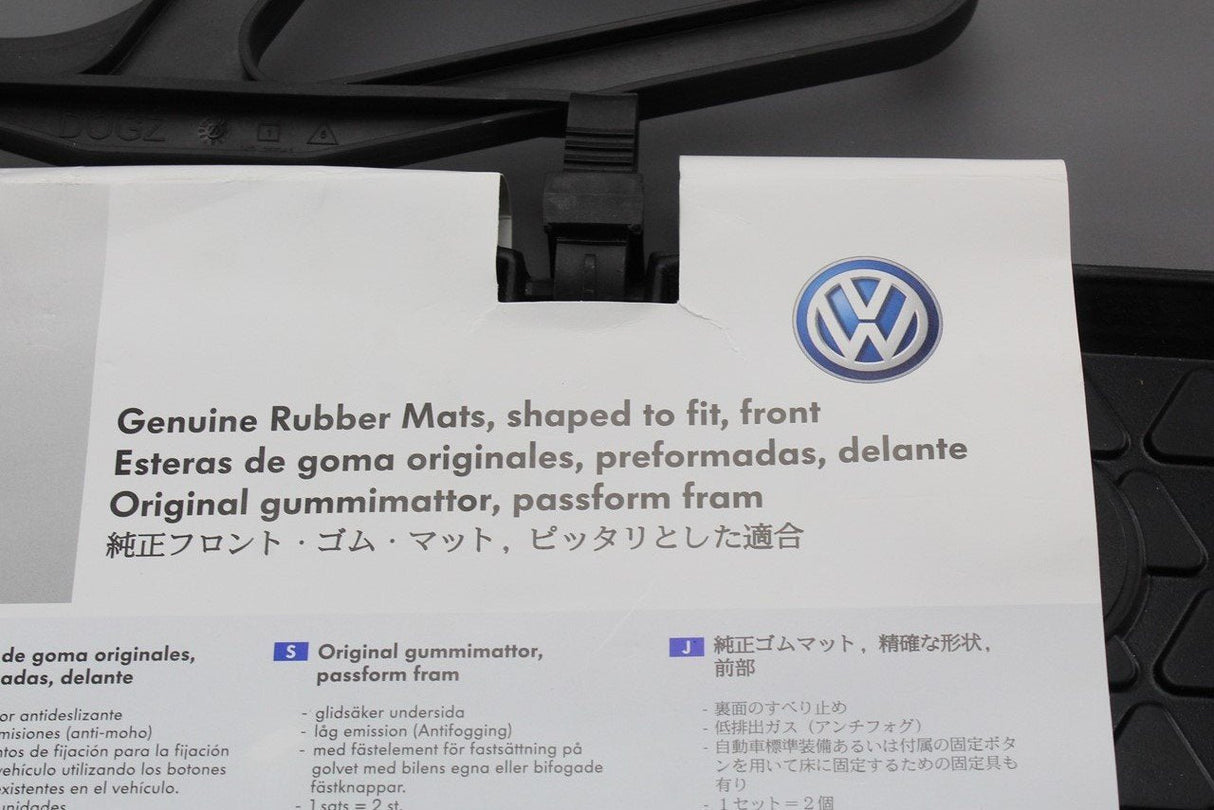 DUGZ
Genuine Rubber Mats, shaped to fit, front
Esteras de goma originales, preformadas, delante
Original gummimattor, passform fram
純正フロント・ゴム・マット, ピッタリとした適合
de goma originales,
adas, delante
or antideslizante
misiones (anti-moho)
ntos de fijación para la fijación
vehículo utilizando los botones
existentes en el vehículo.
unidades
S Original gummimattor,
passform fram
- glidsäker undersida
- låg emission (Antifogging)
- med fästelement för fastsättning på
golvet med bilens egna eller bifogade
fästknappar.
- 1 sats = 2 st.
J 純正ゴムマット, 精確な形状,
前部
- 裏面のすべり止め
- 低排出ガス（アンチフォグ）
- 自動車標準装備あるいは付属の固定ボタ
ンを用いて床に固定するための固定具も
有り
- 1セット＝2個